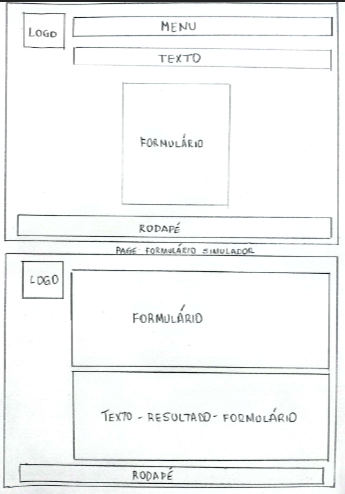 LOGO
MENU
TEXTO
FORMULÁRIO
RODAPÉ
PAGE: FORMULÁRIO SIMULADOR
LOGO
FORMULÁRIO
TEXTO - RESULTADO - FORMULÁRIO
RODAPÉ